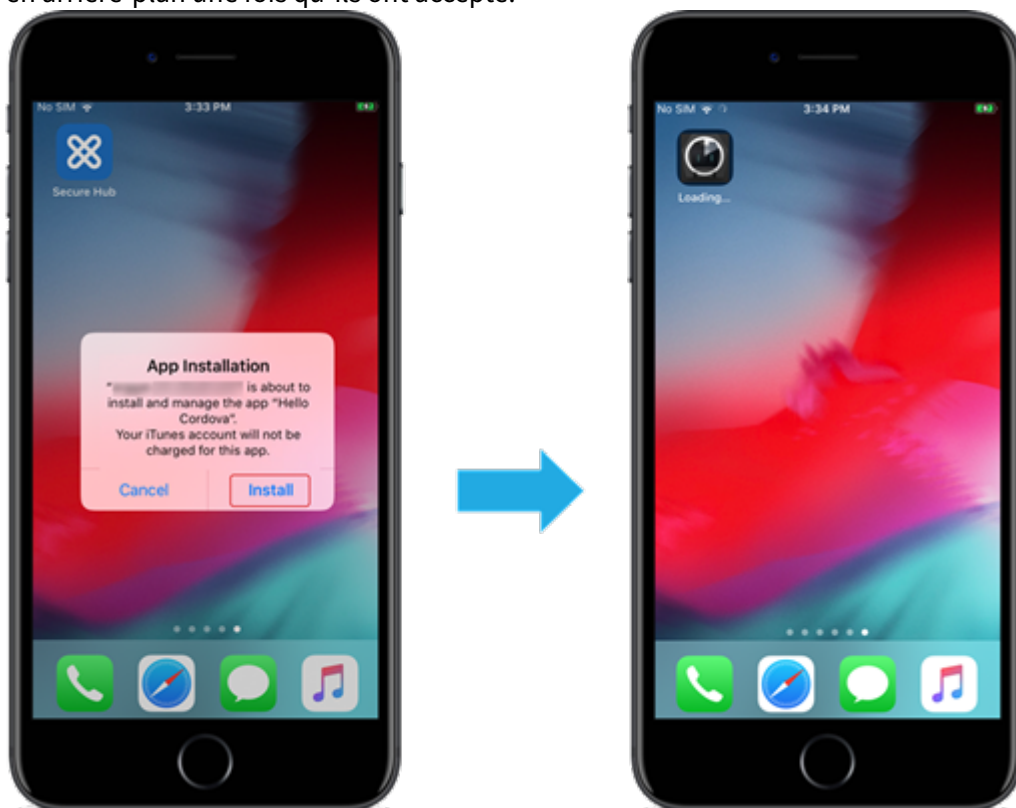 en arrière-plan une fois qu'ils ont accepté.
No SIM 3:33 PM
Secure Hub
App Installation
" is about to
install and manage the app "Hello
Cordova".
Your iTunes account will not be
charged for this app.
Cancel Install
No SIM 3:34 PM
Loading...